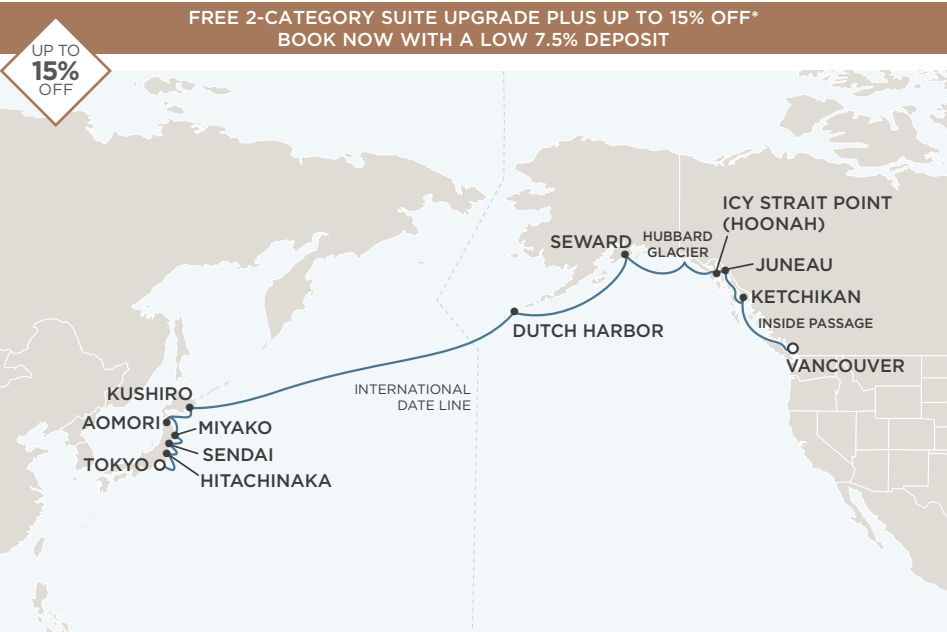 FREE 2-CATEGORY SUITE UPGRADE PLUS UP TO 15% OFF*
BOOK NOW WITH A LOW 7.5% DEPOSIT
UP TO
15%
OFF
ICY STRAIT POINT
(HOONAH)
SEWARD
HUBBARD
GLACIER
JUNEAU
KETCHIKAN
INSIDE PASSAGE
DUTCH HARBOR
VANCOUVER
INTERNATIONAL
DATE LINE
KUSHIRO
AOMORI
MIYAKO
SENDAI
TOKYO
HITACHINAKA